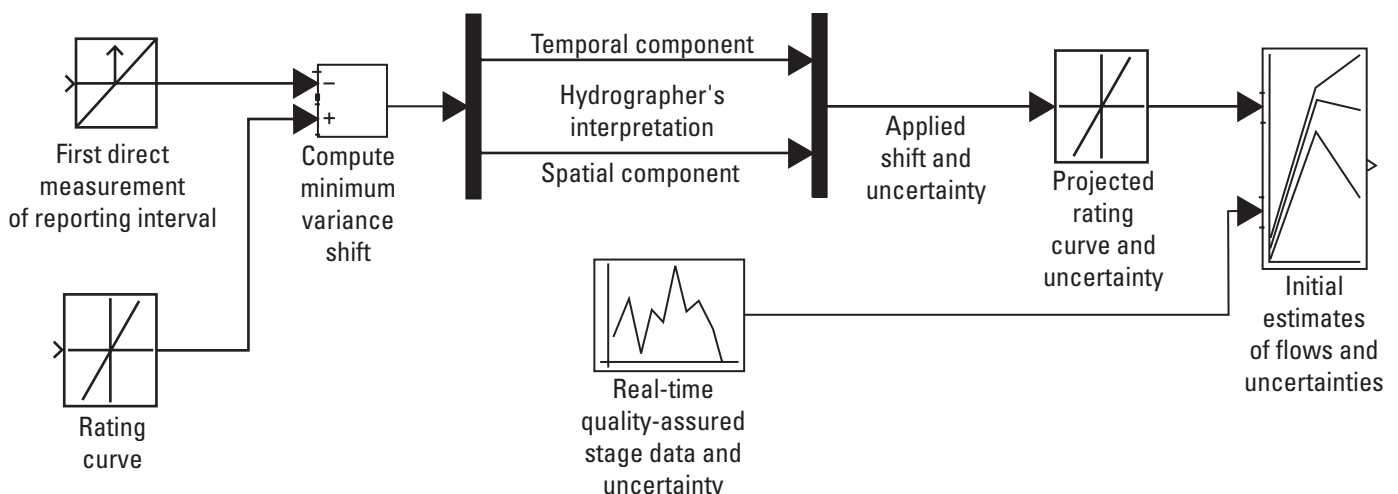 First direct
measurement
of reporting interval
−
+
Compute
minimum
variance
shift
Temporal component
Hydrographer's
interpretation
Spatial component
Applied
shift and
uncertainty
Projected
rating
curve and
uncertainty
Initial
estimates
of flows and
uncertainties
Rating
curve
Real-time
quality-assured
stage data and
uncertainty